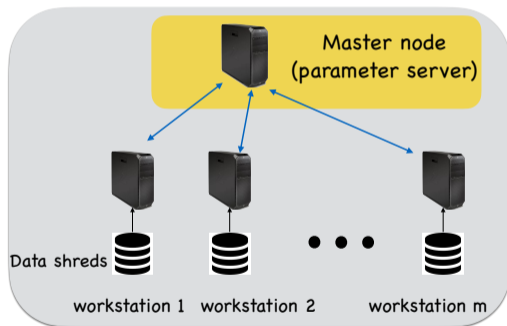 Master node
(parameter server)
Data shreds
workstation 1
workstation 2
workstation m